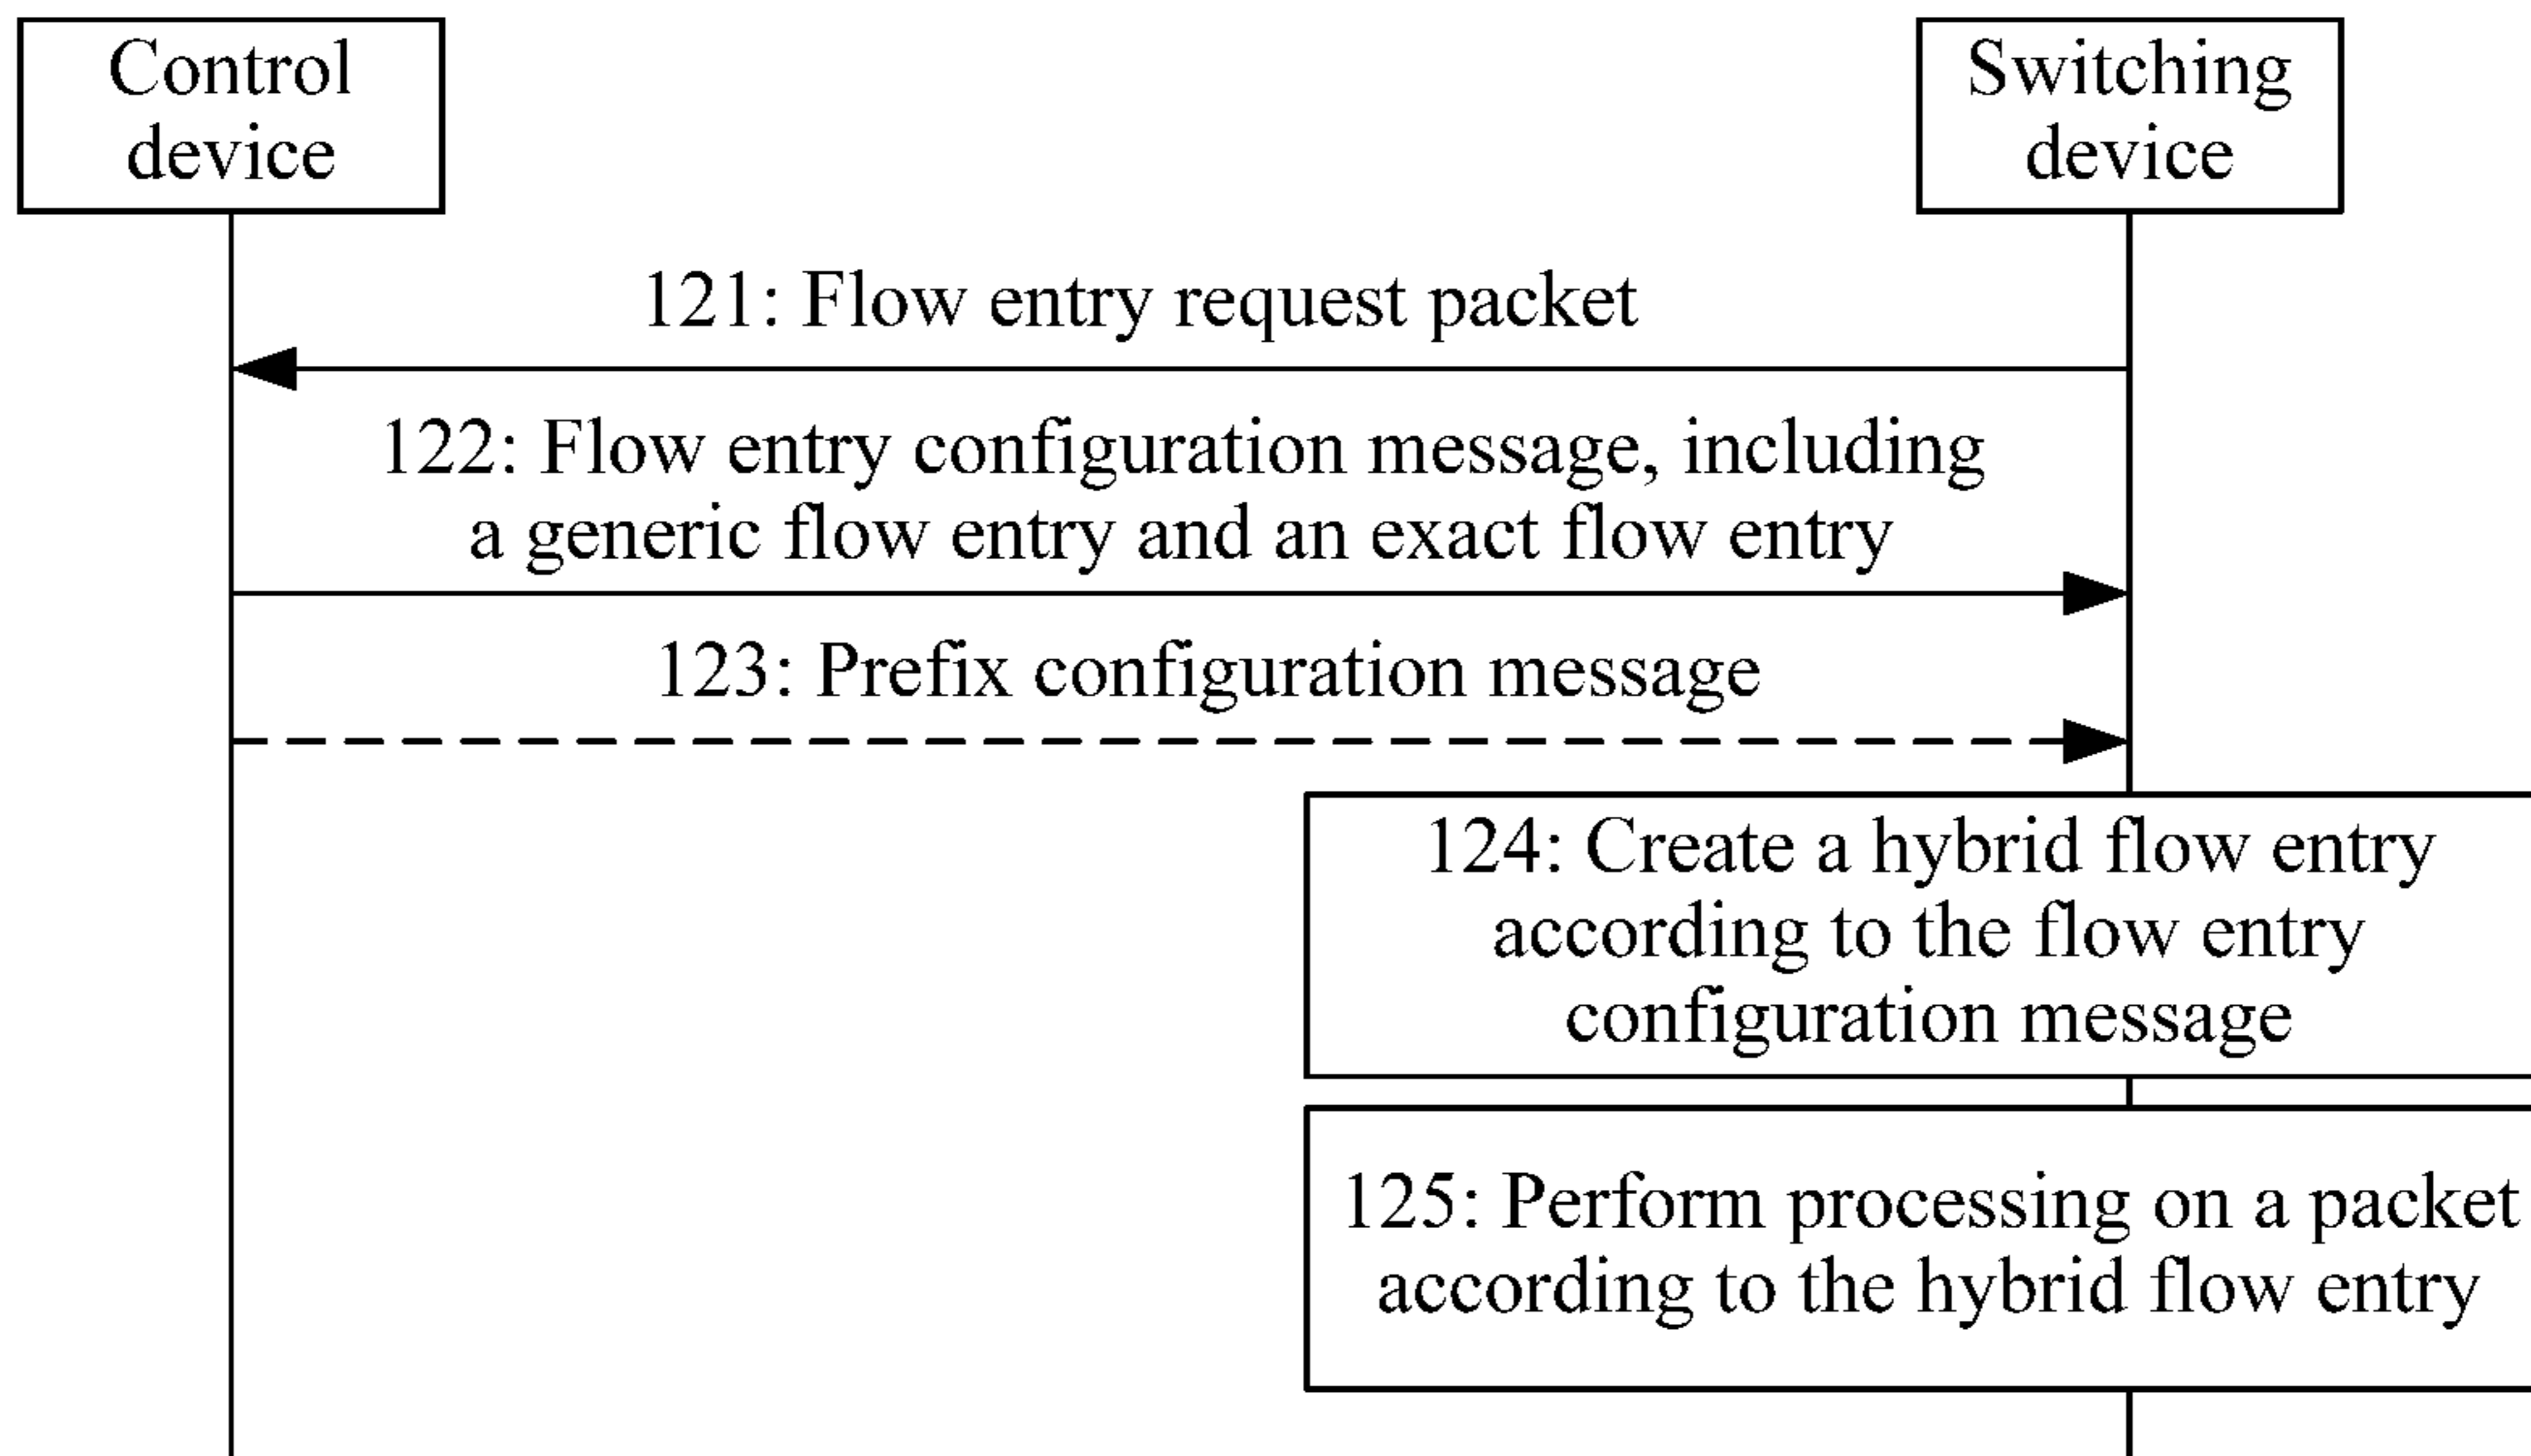 Control
device
Switching
device
121: Flow entry request packet
122: Flow entry configuration message, including
a generic flow entry and an exact flow entry
123: Prefix configuration message
124: Create a hybrid flow entry
according to the flow entry
configuration message
125: Perform processing on a packet
according to the hybrid flow entry